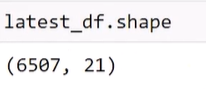 latest_df.shape
(6507, 21)